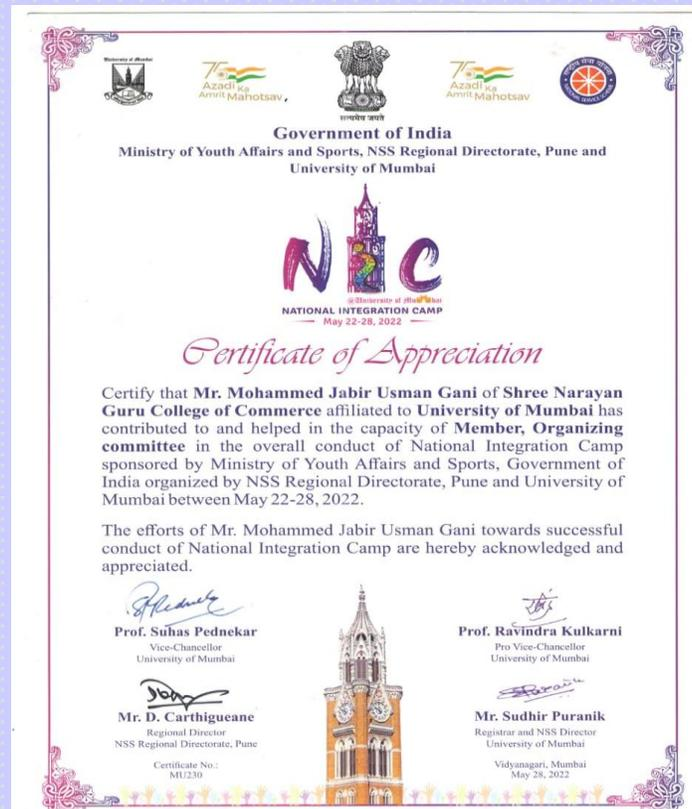 University of Mumbai
75
Azadi Ka
Amrit Mahotsav
सत्यमेव जयते
75
Azadi Ka
Amrit Mahotsav
राष्ट्रीय सेवा योजना
NATIONAL SERVICE SCHEME
Government of India
Ministry of Youth Affairs and Sports, NSS Regional Directorate, Pune and
University of Mumbai
NIC
@University of Mumbai
NATIONAL INTEGRATION CAMP
May 22-28, 2022
Certificate of Appreciation
Certify that Mr. Mohammed Jabir Usman Gani of Shree Narayan
Guru College of Commerce affiliated to University of Mumbai has
contributed to and helped in the capacity of Member, Organizing
committee in the overall conduct of National Integration Camp
sponsored by Ministry of Youth Affairs and Sports, Government of
India organized by NSS Regional Directorate, Pune and University of
Mumbai between May 22-28, 2022.
The efforts of Mr. Mohammed Jabir Usman Gani towards successful
conduct of National Integration Camp are hereby acknowledged and
appreciated.
Prof. Suhas Pednekar
Vice-Chancellor
University of Mumbai
Prof. Ravindra Kulkarni
Pro Vice-Chancellor
University of Mumbai
Mr. D. Carthigueane
Regional Director
NSS Regional Directorate, Pune
Mr. Sudhir Puranik
Registrar and NSS Director
University of Mumbai
Certificate No.:
MU230
Vidyanagari, Mumbai
May 28, 2022